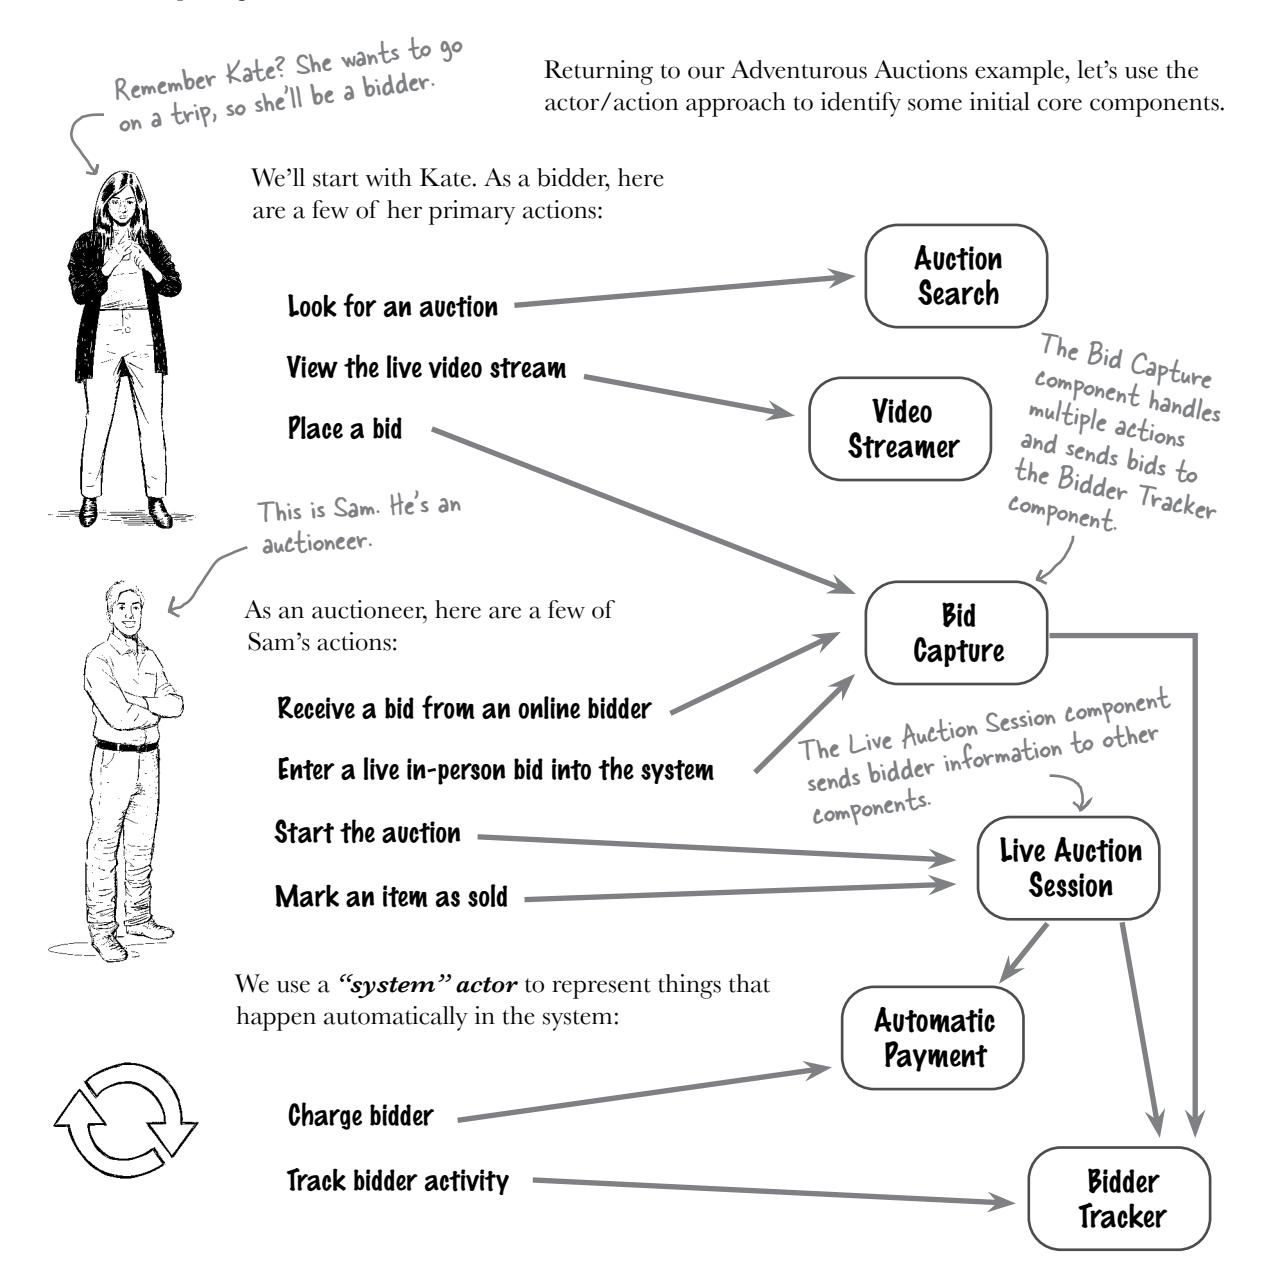 Remember Kate? She wants to go
on a trip, so she'll be a bidder.
Returning to our Adventurous Auctions example, let's use the
actor/action approach to identify some initial core components.
We'll start with Kate. As a bidder, here
are a few of her primary actions:
Auction
Search
Look for an auction
The Bid Capture
component handles
multiple actions
and sends bids to
the Bidder Tracker
component.
View the live video stream
Video
Streamer
Place a bid
This is Sam. He's an
auctioneer.
As an auctioneer, here are a few of
Sam's actions:
Bid
Capture
Receive a bid from an online bidder
Enter a live in-person bid into the system
The Live Auction Session component
sends bidder information to other
components.
Start the auction
Live Auction
Session
Mark an item as sold
We use a “system” actor to represent things that
happen automatically in the system:
Automatic
Payment
Charge bidder
Track bidder activity
Bidder
Tracker